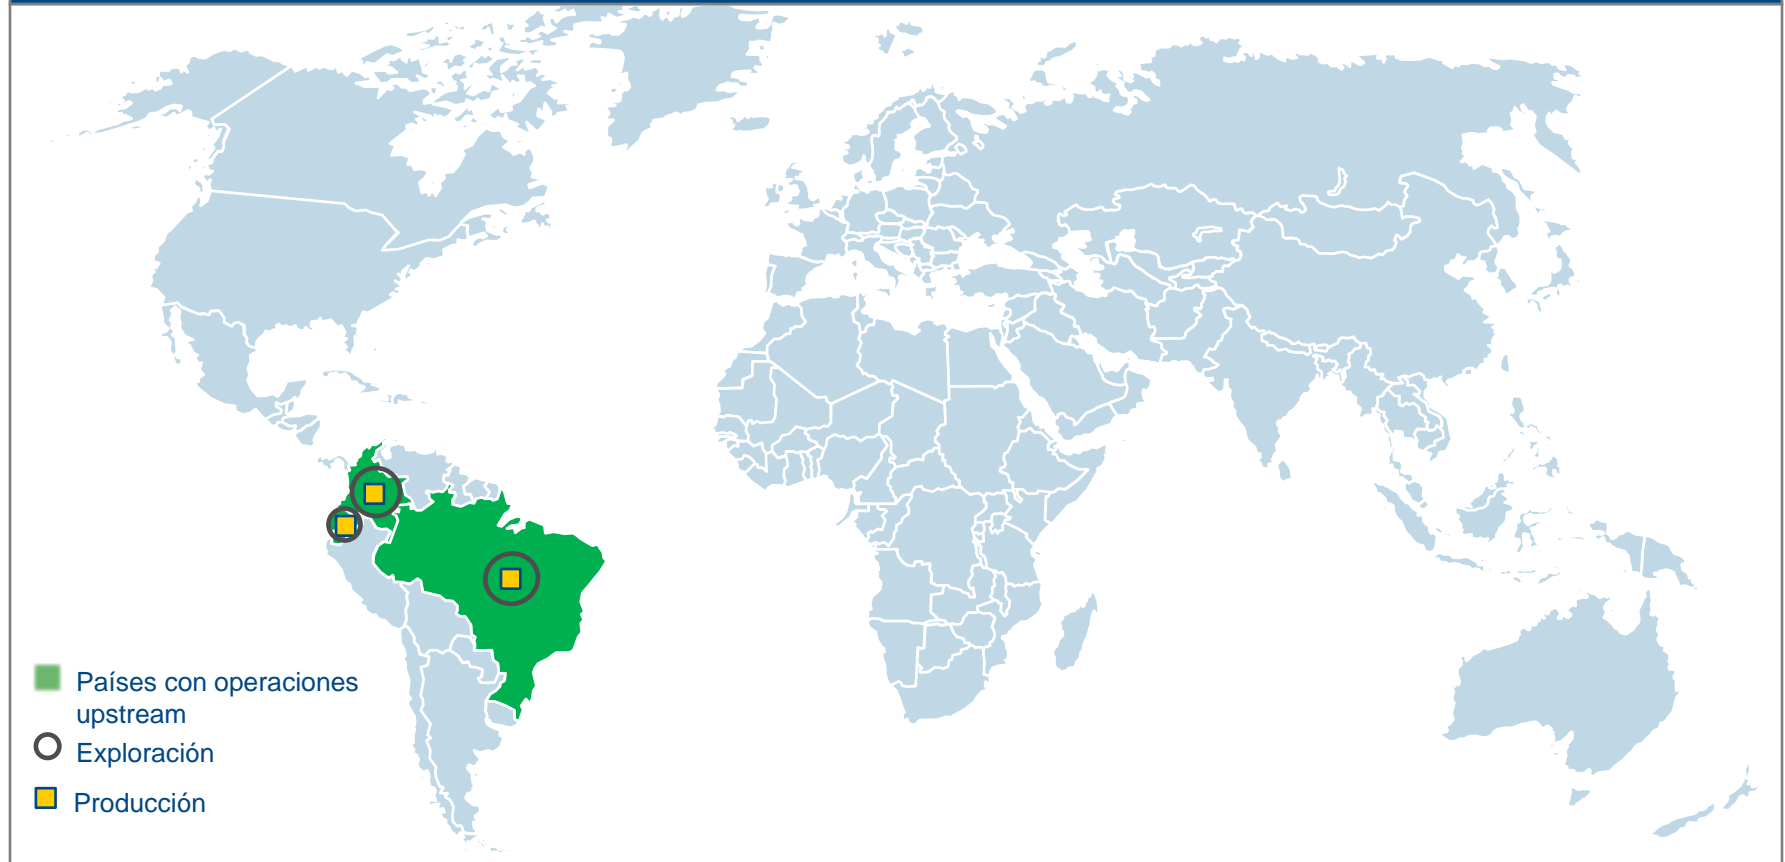 Países con operaciones
upstream
Exploración
Producción